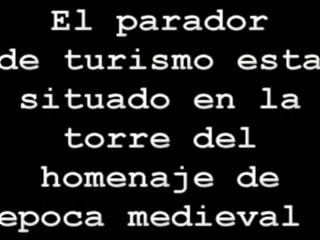 El parador
de turismo esta
situado en la
torre del
homenaje de
epoca medieval